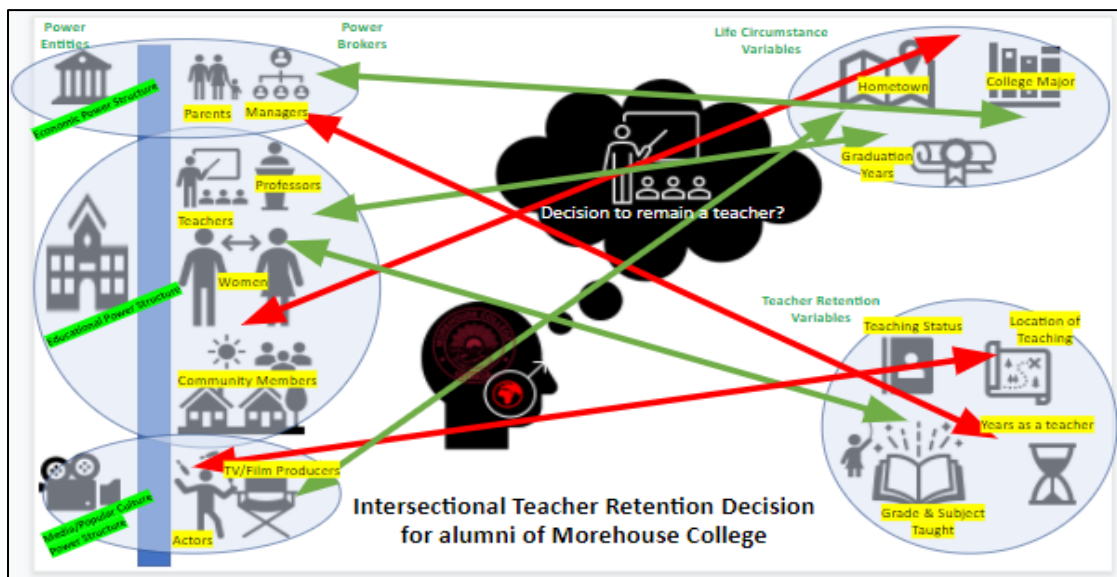 Power
Entities
Power
Brokers
Life Circumstance
Variables
Economic Power Structure
Parents
Managers
Hometown
College Major
Graduation
Years
Professors
Teachers
Decision to remain a teacher?
Women
Educational Power Structure
Community Members
Teacher Retention
Variables
Teaching Status
Location of
Teaching
Years as a teacher
Grade & Subject
Taught
TV/Film Producers
Actors
Media/Popular Culture
Power Structure
MOREHOUSE COLLEGE
Intersectional Teacher Retention Decision
for alumni of Morehouse College